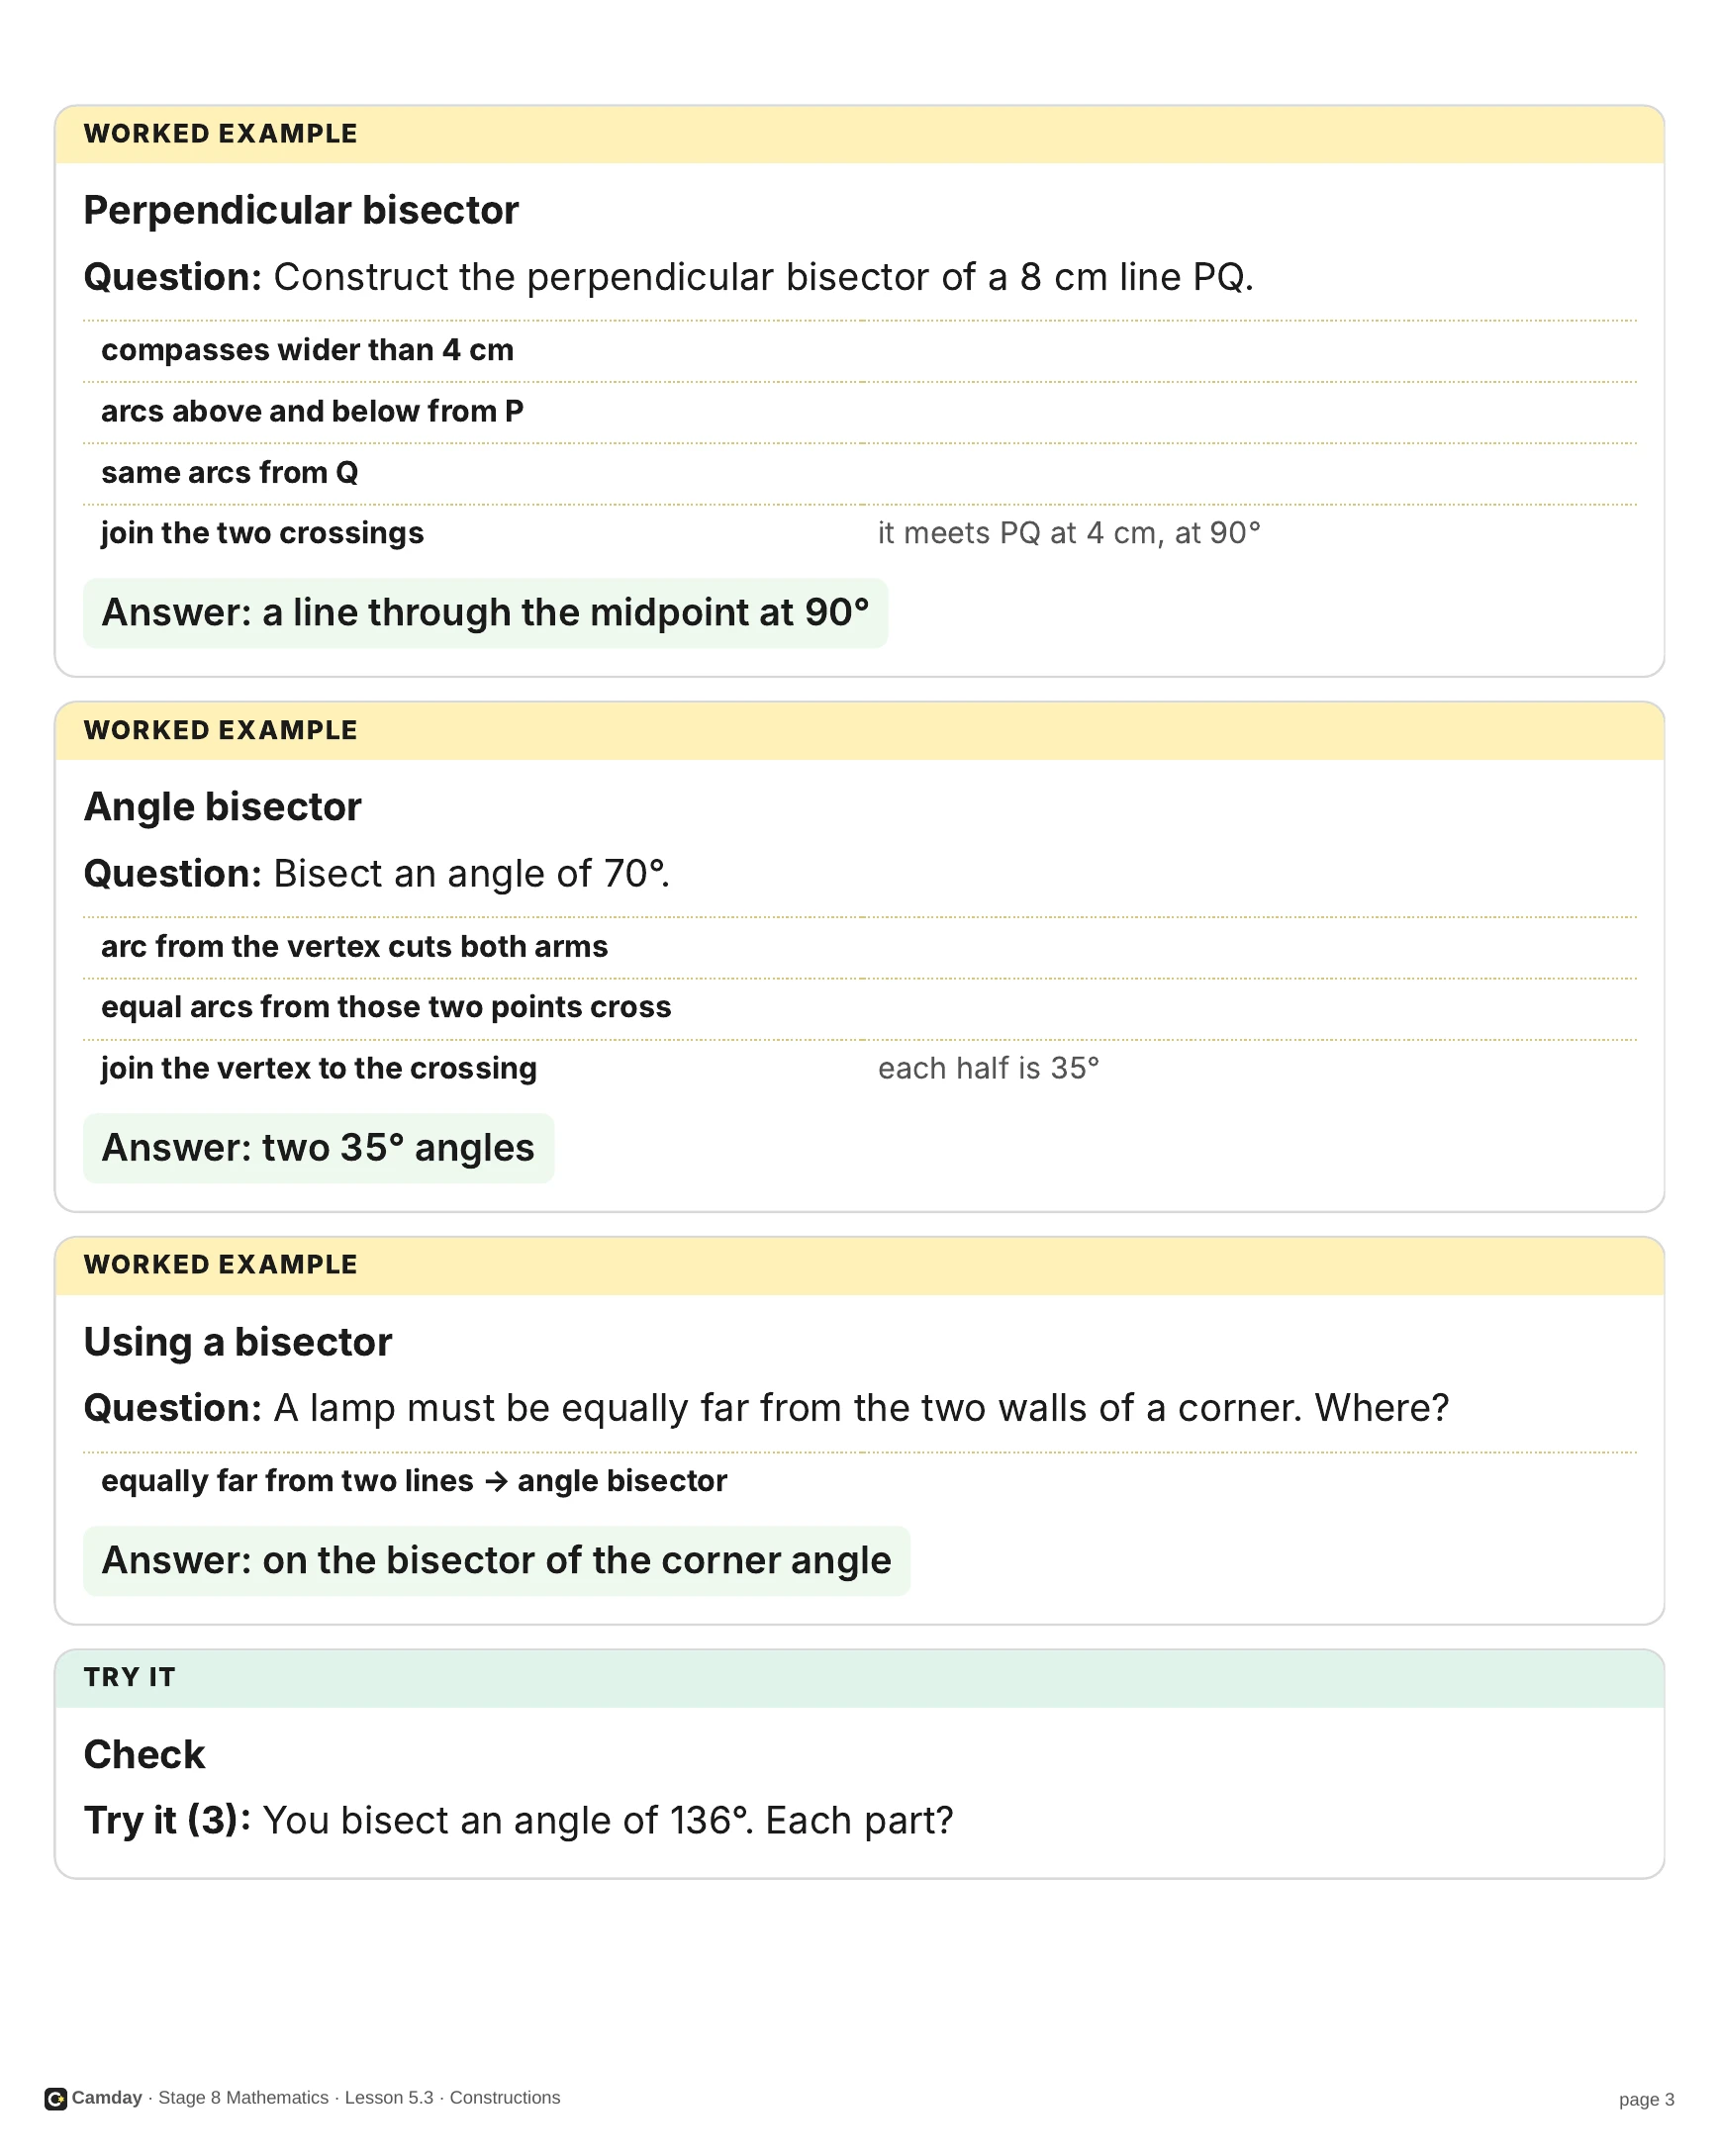 WORKED EXAMPLE
Perpendicular bisector
Question: Construct the perpendicular bisector of a 8 cm line PQ.
compasses wider than 4 cm
arcs above and below from P
same arcs from Q
join the two crossings it meets PQ at 4 cm, at 90°
Answer: a line through the midpoint at 90°
WORKED EXAMPLE
Angle bisector
Question: Bisect an angle of 70°.
arc from the vertex cuts both arms
equal arcs from those two points cross
join the vertex to the crossing each half is 35°
Answer: two 35° angles
WORKED EXAMPLE
Using a bisector
Question: A lamp must be equally far from the two walls of a corner. Where?
equally far from two lines → angle bisector
Answer: on the bisector of the corner angle
TRY IT
Check
Try it (3): You bisect an angle of 136°. Each part?
Camday · Stage 8 Mathematics · Lesson 5.3 · Constructions page 3